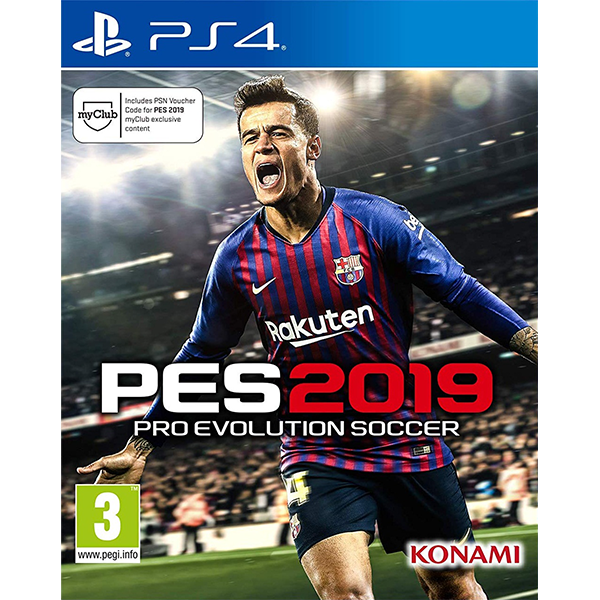 PS4
myClub
Includes PSN Voucher
Code for PES 2019
myClub exclusive
content
beko
Rakuten
PES2019
PRO EVOLUTION SOCCER
3
www.pegi.info
KONAMI